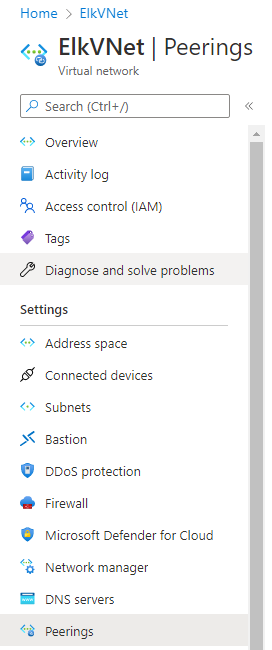 Home > ElkVNet
ElkVNet | Peerings
Virtual network
Search (Ctrl+/)
Overview
Activity log
Access control (IAM)
Tags
Diagnose and solve problems
Settings
Address space
Connected devices
Subnets
Bastion
DDoS protection
Firewall
Microsoft Defender for Cloud
Network manager
DNS servers
Peerings